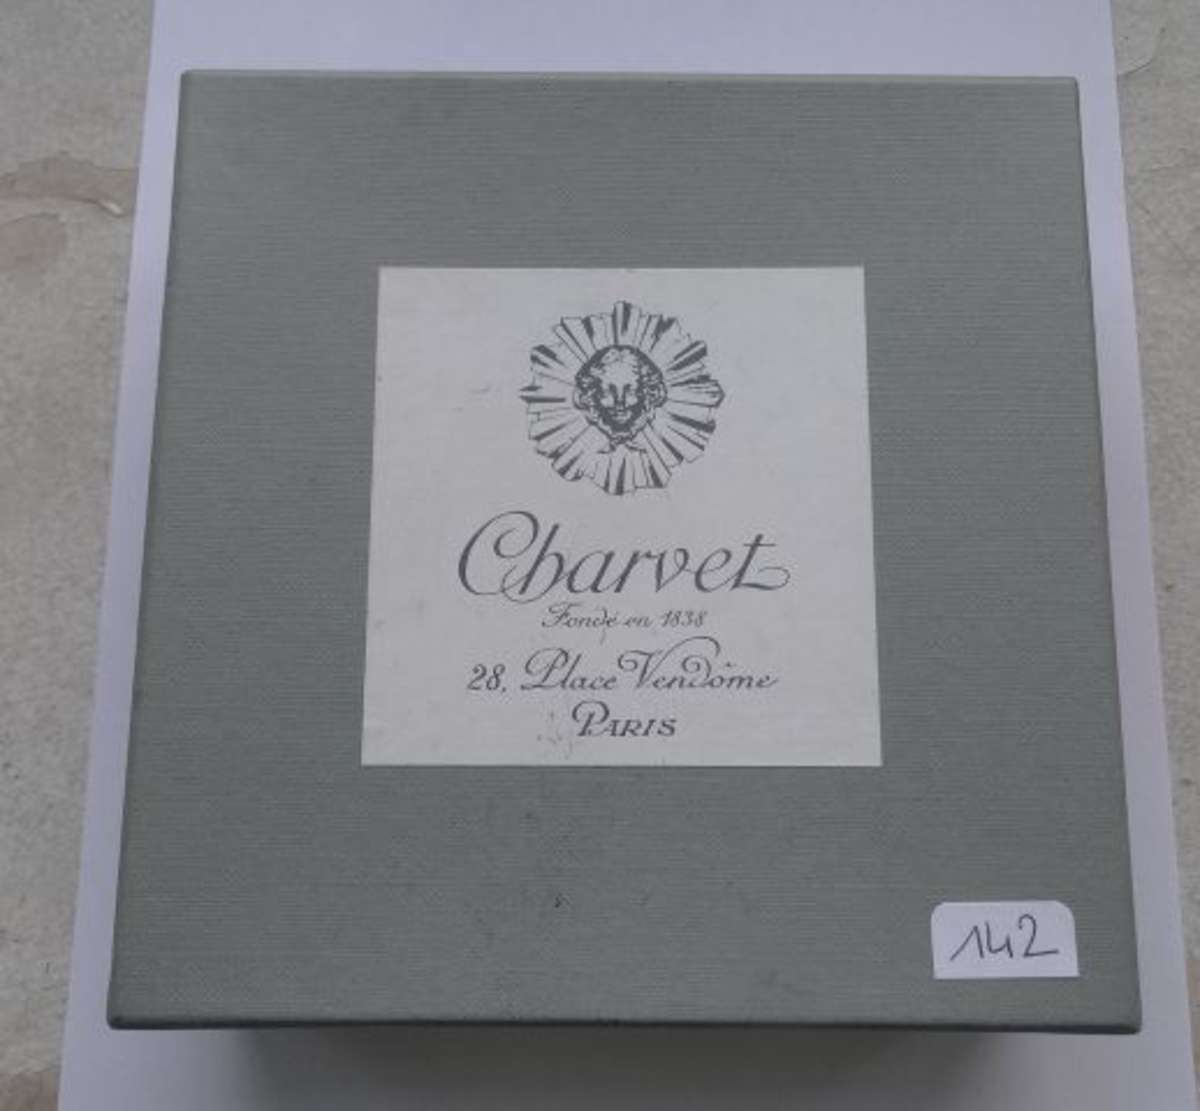 Charvet
Fondé en 1838
28, Place Vendôme
PARIS
142